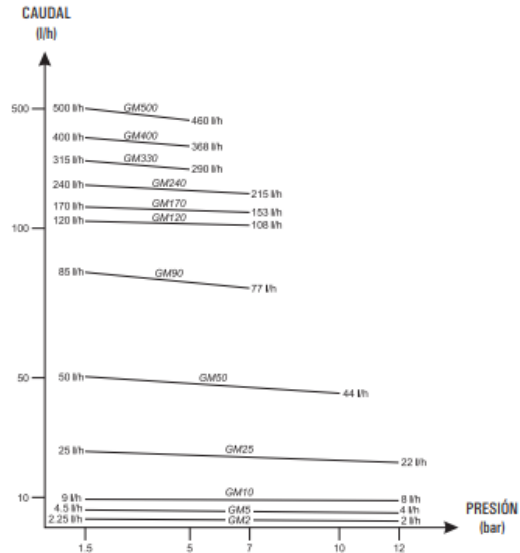 CAUDAL
(l/h)
500
500 l/h
GM500
460 l/h
400 l/h
GM400
368 l/h
315 l/h
GM330
290 l/h
240 l/h
GM240
215 l/h
170 l/h
GM170
153 l/h
120 l/h
GM120
108 l/h
100
85 l/h
GM90
77 l/h
50
50 l/h
GM50
44 l/h
25 l/h
GM25
22 l/h
10
9 l/h
GM10
8 l/h
4.5 l/h
GM5
4 l/h
2.25 l/h
GM2
2 l/h
PRESIÓN
(bar)
1.5
5
7
10
12